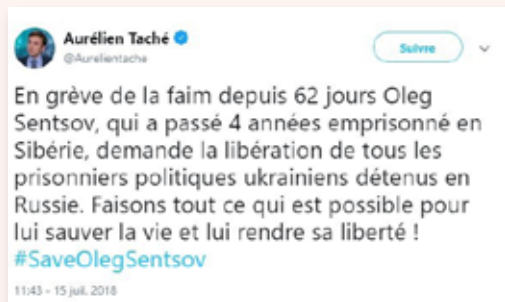 Aurélien Taché
@Aurelientache
Suivre
En grève de la faim depuis 62 jours Oleg
Sentsov, qui a passé 4 années emprisonné en
Sibérie, demande la libération de tous les
prisonniers politiques ukrainiens détenus en
Russie. Faisons tout ce qui est possible pour
lui sauver la vie et lui rendre sa liberté !
#SaveOlegSentsov
11:43 - 15 juil. 2018